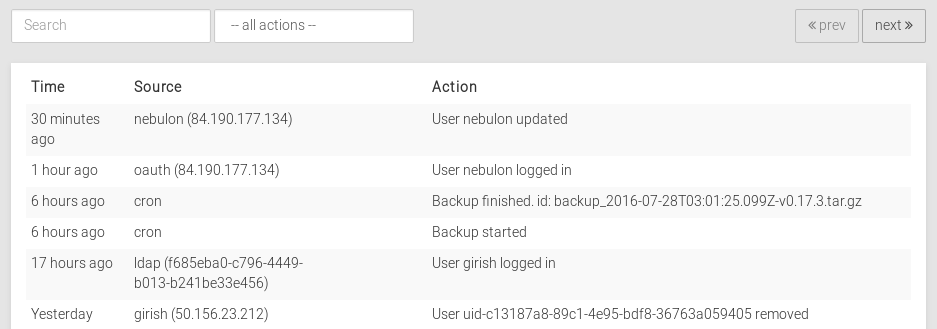 Search -- all actions -- « prev next »
Time Source Action
30 minutes ago nebulon (84.190.177.134) User nebulon updated
1 hour ago oauth (84.190.177.134) User nebulon logged in
6 hours ago cron Backup finished. id: backup_2016-07-28T03:01:25.099Z-v0.17.3.tar.gz
6 hours ago cron Backup started
17 hours ago ldap (f685eba0-c796-4449-b013-b241be33e456) User girish logged in
Yesterday girish (50.156.23.212) User uid-c13187a8-89c1-4e95-bdf8-36763a059405 removed